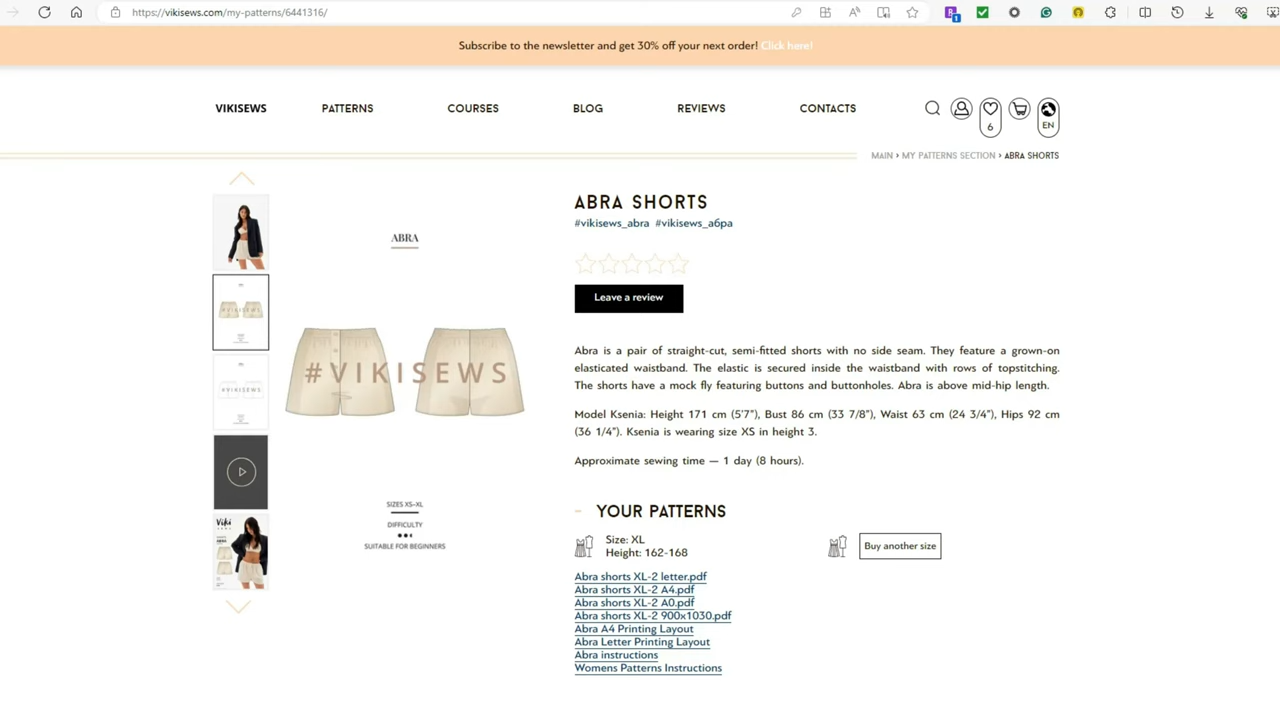 https://vikisews.com/my-patterns/6441316/
1
Subscribe to the newsletter and get 30% off your next order! Click here!
VIKISEWS PATTERNS COURSES BLOG REVIEWS CONTACTS
6
EN
MAIN › MY PATTERNS SECTION › ABRA SHORTS
ABRA SHORTS
#vikisews_abra #vikisews_абра
Leave a review
ABRA
#VIKISEWS
SIZES XS–XL
DIFFICULTY
SUITABLE FOR BEGINNERS
Viki
Abra is a pair of straight-cut, semi-fitted shorts with no side seam. They feature a grown-on
elasticated waistband. The elastic is secured inside the waistband with rows of topstitching.
The shorts have a mock fly featuring buttons and buttonholes. Abra is above mid-hip length.
Model Ksenia: Height 171 cm (5'7"), Bust 86 cm (33 7/8"), Waist 63 cm (24 3/4"), Hips 92 cm
(36 1/4"). Ksenia is wearing size XS in height 3.
Approximate sewing time — 1 day (8 hours).
YOUR PATTERNS
Size: XL
Height: 162-168
Buy another size
Abra shorts XL-2 letter.pdf
Abra shorts XL-2 A4.pdf
Abra shorts XL-2 A0.pdf
Abra shorts XL-2 900x1030.pdf
Abra A4 Printing Layout
Abra Letter Printing Layout
Abra instructions
Womens Patterns Instructions